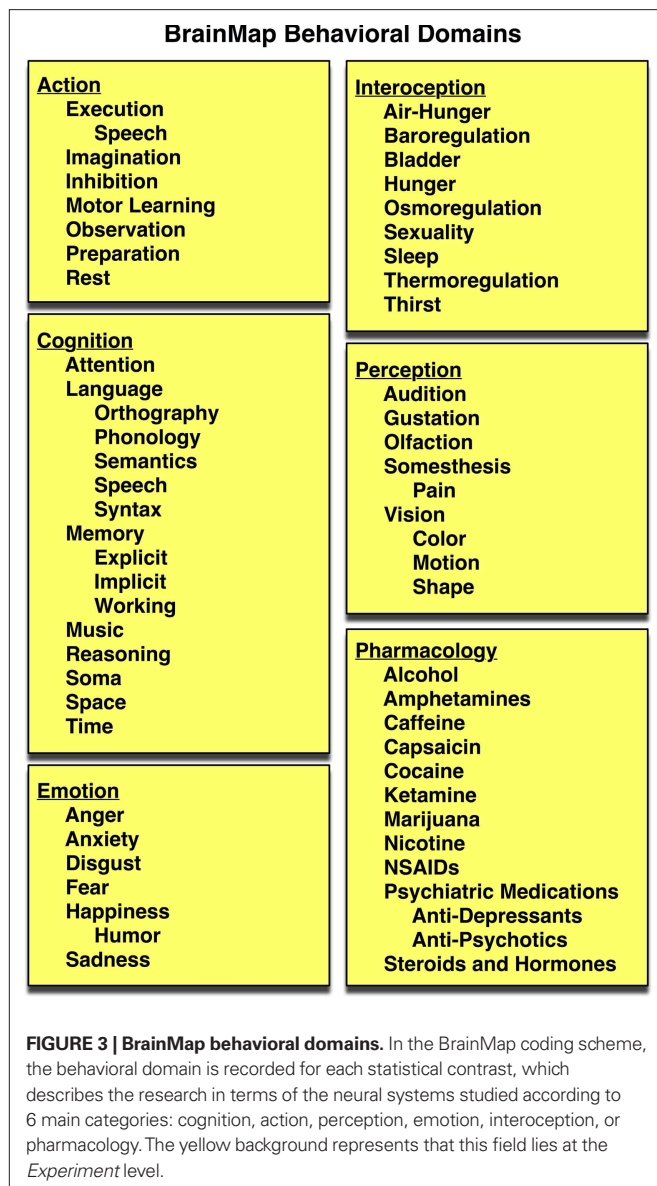 BrainMap Behavioral Domains
Action
Execution
Speech
Imagination
Inhibition
Motor Learning
Observation
Preparation
Rest
Cognition
Attention
Language
Orthography
Phonology
Semantics
Speech
Syntax
Memory
Explicit
Implicit
Working
Music
Reasoning
Soma
Space
Time
Emotion
Anger
Anxiety
Disgust
Fear
Happiness
Humor
Sadness
Interoception
Air-Hunger
Baroregulation
Bladder
Hunger
Osmoregulation
Sexuality
Sleep
Thermoregulation
Thirst
Perception
Audition
Gustation
Olfaction
Somesthesis
Pain
Vision
Color
Motion
Shape
Pharmacology
Alcohol
Amphetamines
Caffeine
Capsaicin
Cocaine
Ketamine
Marijuana
Nicotine
NSAIDs
Psychiatric Medications
Anti-Depressants
Anti-Psychotics
Steroids and Hormones
FIGURE 3 | BrainMap behavioral domains. In the BrainMap coding scheme,
the behavioral domain is recorded for each statistical contrast, which
describes the research in terms of the neural systems studied according to
6 main categories: cognition, action, perception, emotion, interoception, or
pharmacology. The yellow background represents that this field lies at the
Experiment level.